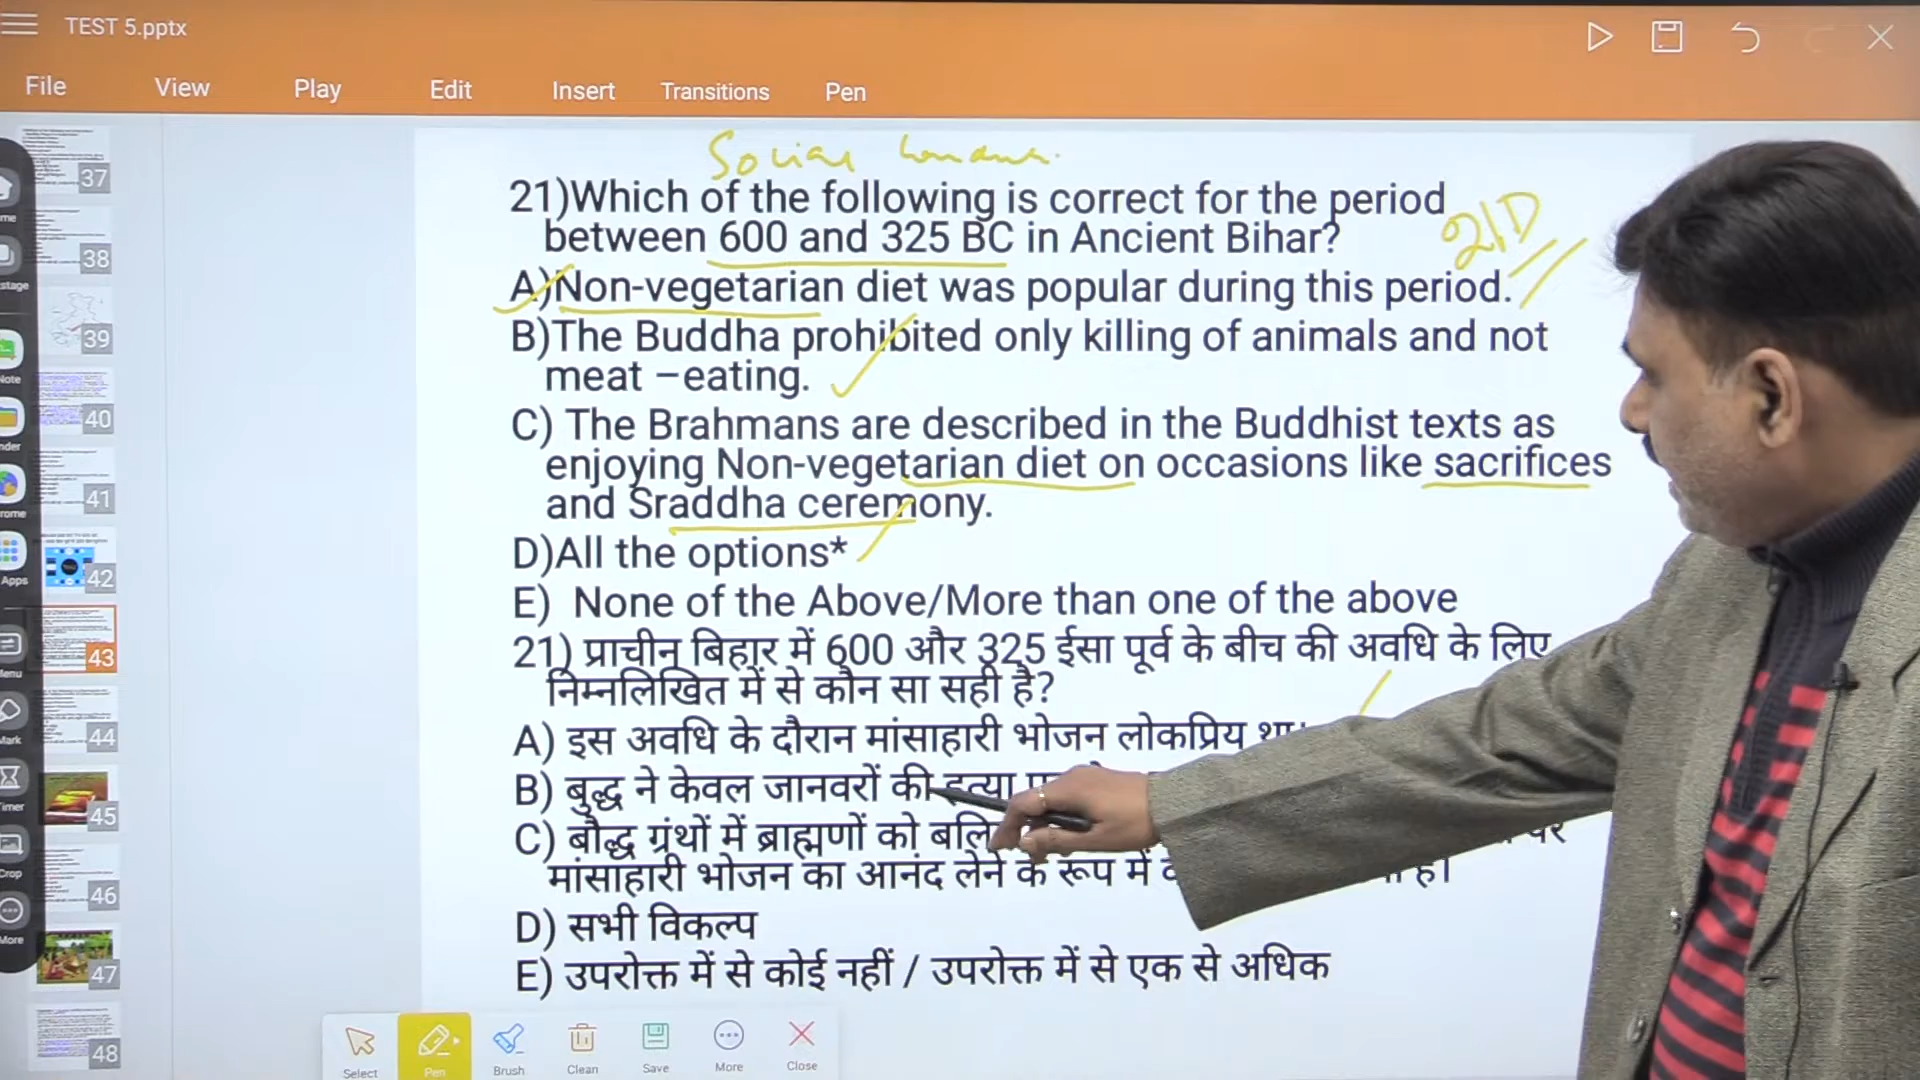 TEST 5.pptx
File View Play Edit Insert Transitions Pen
Social
21)Which of the following is correct for the period
between 600 and 325 BC in Ancient Bihar?
21D
A)Non-vegetarian diet was popular during this period.
B)The Buddha prohibited only killing of animals and not
meat –eating.
C) The Brahmans are described in the Buddhist texts as
enjoying Non-vegetarian diet on occasions like sacrifices
and Sraddha ceremony.
D)All the options*
E) None of the Above/More than one of the above
21) प्राचीन बिहार में 600 और 325 ईसा पूर्व के बीच की अवधि के लिए
निम्नलिखित में से कौन सा सही है?
A) इस अवधि के दौरान मांसाहारी भोजन लोकप्रिय था
B) बुद्ध ने केवल जानवरों की हत्या
C) बौद्ध ग्रंथों में ब्राह्मणों को पर
मांसाहारी भोजन का आनंद लेने के रूप में है।
D) सभी विकल्प
E) उपरोक्त में से कोई नहीं / उपरोक्त में से एक से अधिक
37
38
39
40
41
42
43
44
45
46
47
48
Apps
More
Select Pen Brush Clean Save More Close